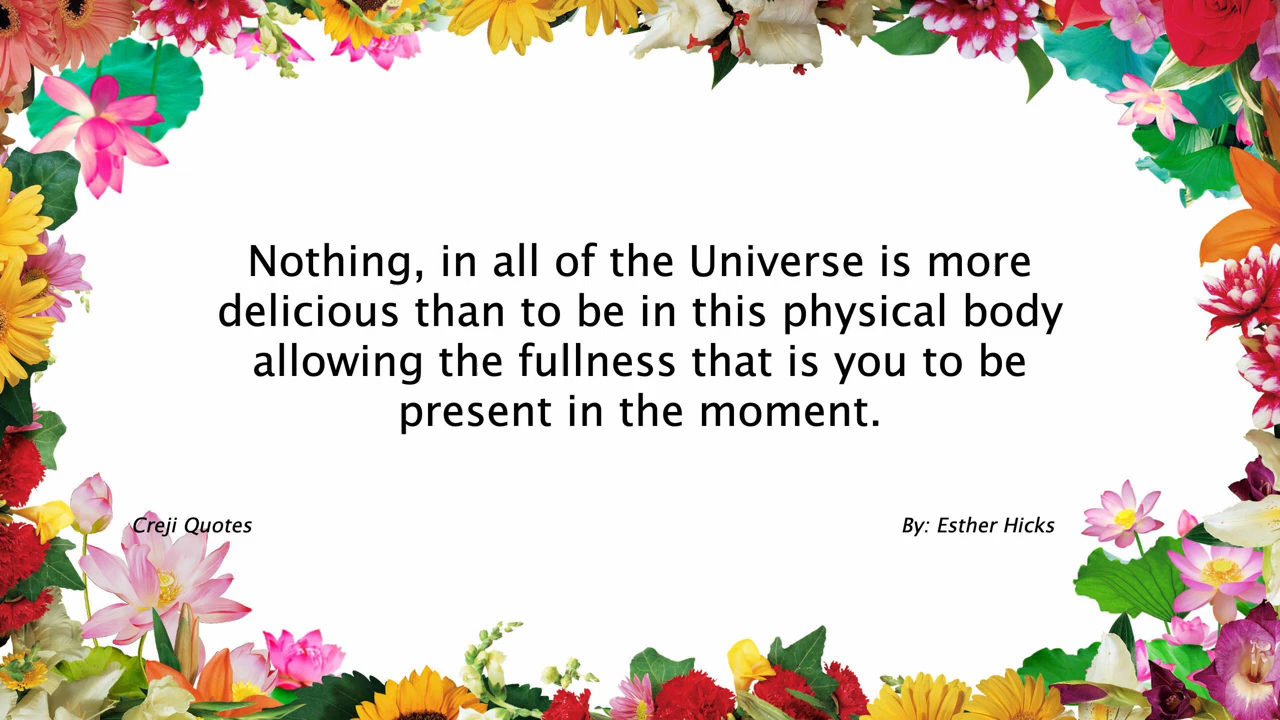 Nothing, in all of the Universe is more
delicious than to be in this physical body
allowing the fullness that is you to be
present in the moment.
Creji Quotes
By: Esther Hicks